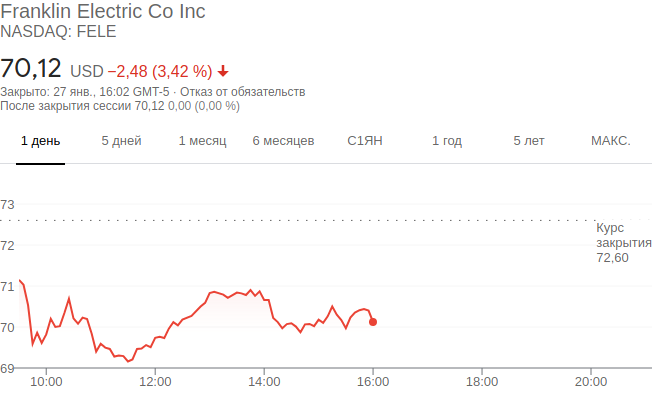 Franklin Electric Co Inc
NASDAQ: FELE
70,12 USD −2,48 (3,42 %)
Закрыто: 27 янв., 16:02 GMT-5 · Отказ от обязательств
После закрытия сессии 70,12 0,00 (0,00 %)
1 день 5 дней 1 месяц 6 месяцев С1ЯН 1 год 5 лет МАКС.
73
Курс
закрытия
72,60
72
71
70
69
10:00 12:00 14:00 16:00 18:00 20:00